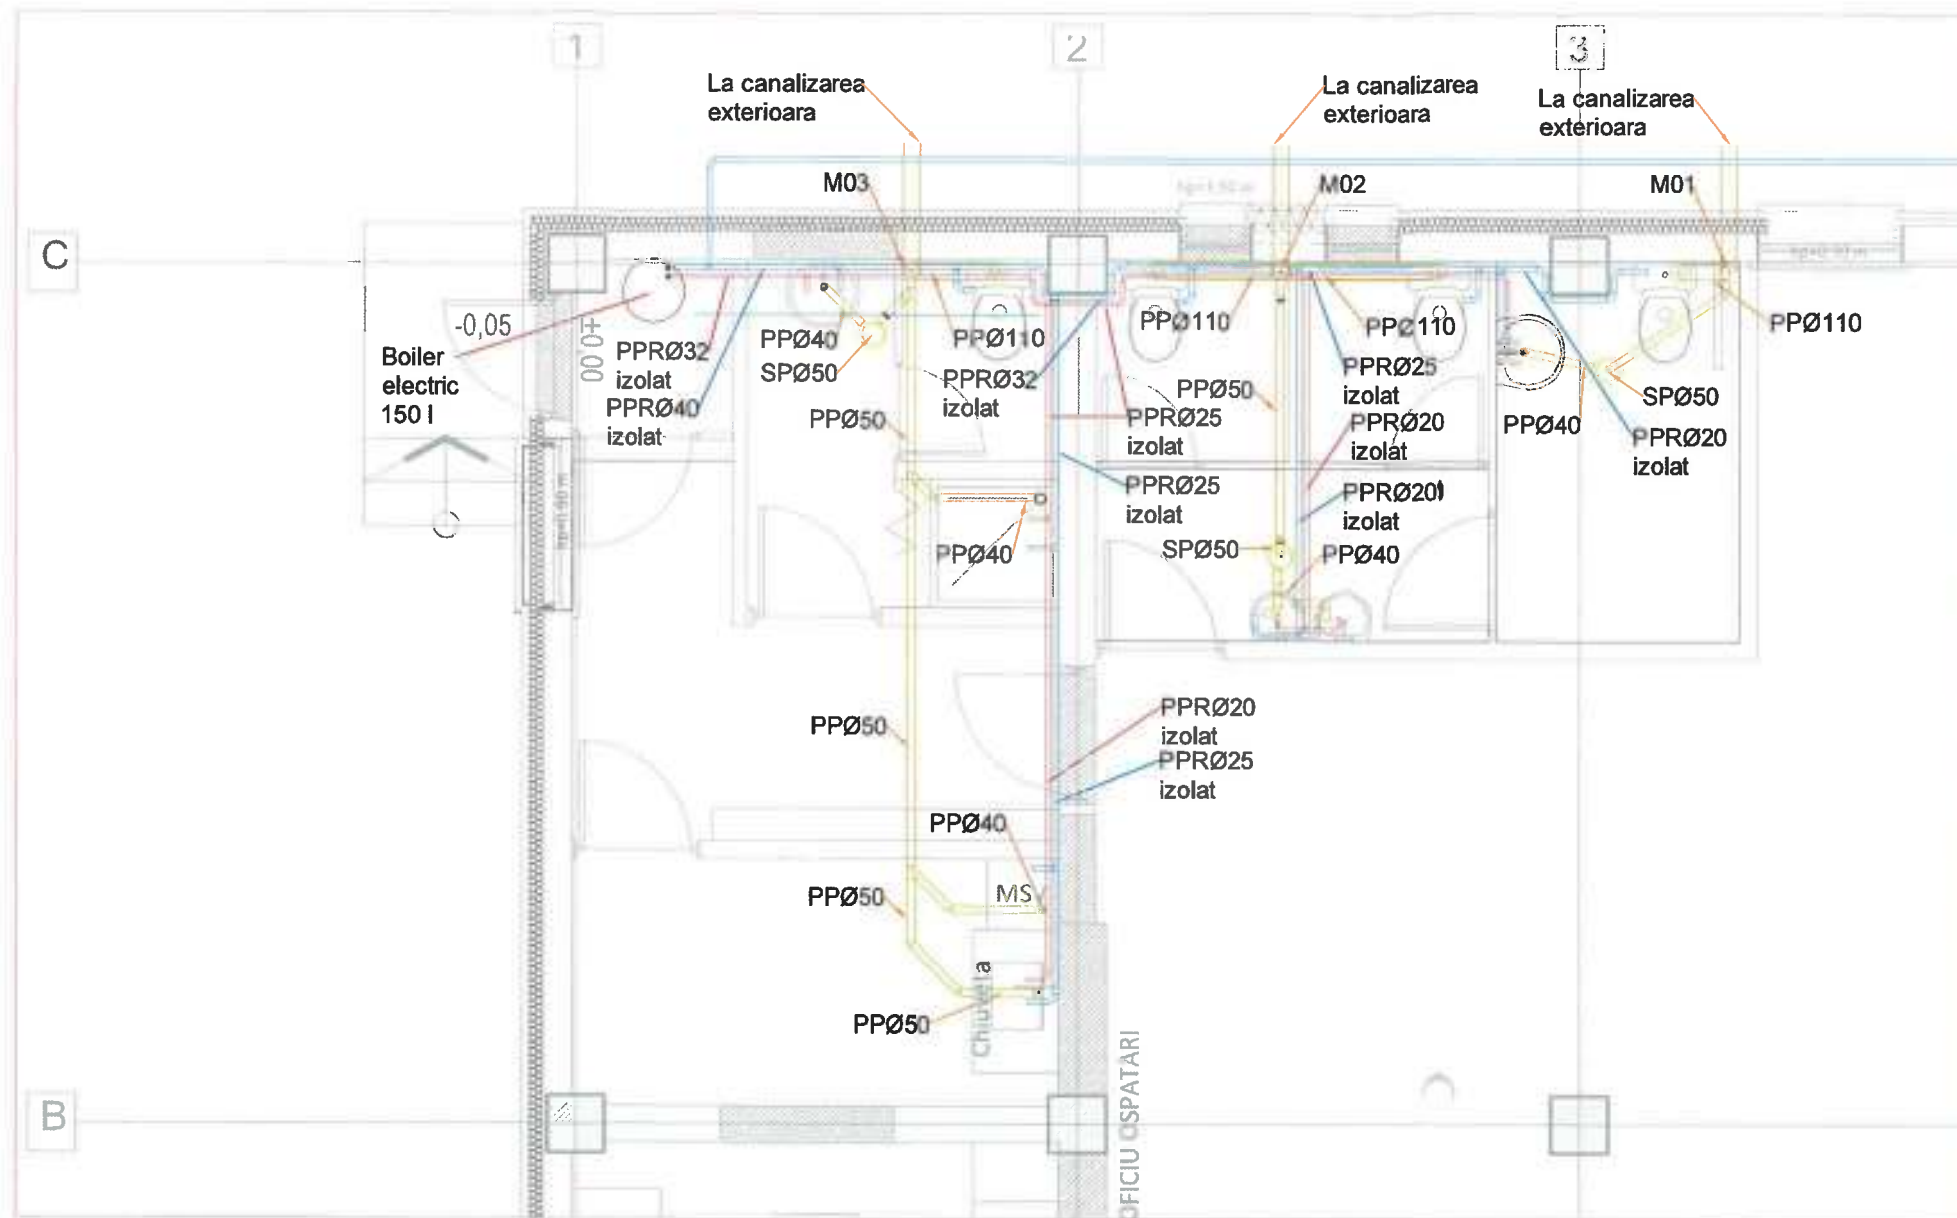 1
2
3
La canalizarea
exterioara
La canalizarea
exterioara
La canalizarea
exterioara
M03
M02
M01
C
-0,05
+0.00
Boiler
electric
150 l
PPRØ32
izolat
PPRØ40
izolat
PPØ40
SPØ50
PPØ50
PPØ110
PPRØ32
izolat
PPØ110
PPØ110
PPØ110
PPRØ25
izolat
PPRØ25
izolat
PPØ50
PPRØ20
izolat
PPRØ25
izolat
PPRØ20
izolat
PPØ40
SPØ50
PPRØ20
izolat
PPØ40
SPØ50
PPØ40
PPØ50
PPRØ20
izolat
PPRØ25
izolat
PPØ40
PPØ50
MS
Chiuveta
PPØ50
B
OFICIU OSPATARI